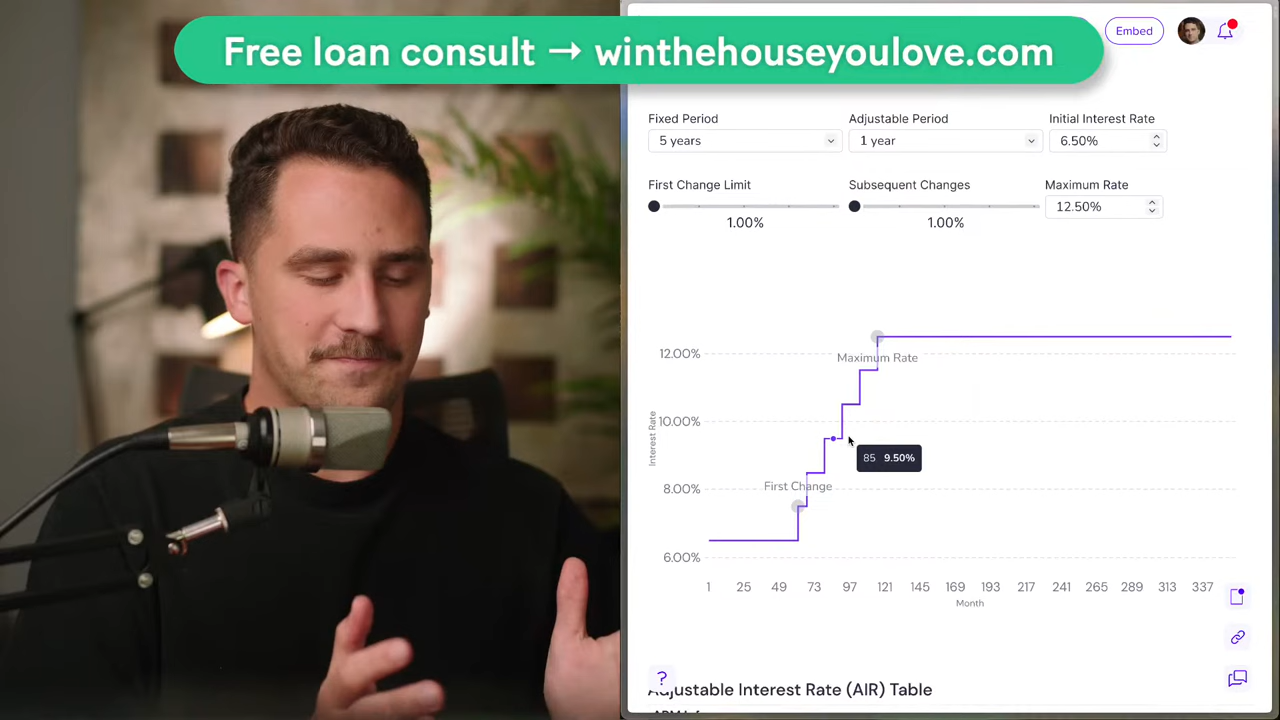 Free loan consult → winthehouseyoulove.com
Embed
Fixed Period
Adjustable Period
Initial Interest Rate
5 years
1 year
6.50%
First Change Limit
Subsequent Changes
Maximum Rate
12.50%
1.00%
1.00%
12.00%
Maximum Rate
10.00%
Interest Rate
85 9.50%
First Change
8.00%
6.00%
1 25 49 73 97 121 145 169 193 217 241 265 289 313 337
Month
?
Adjustable Interest Rate (AIR) Table